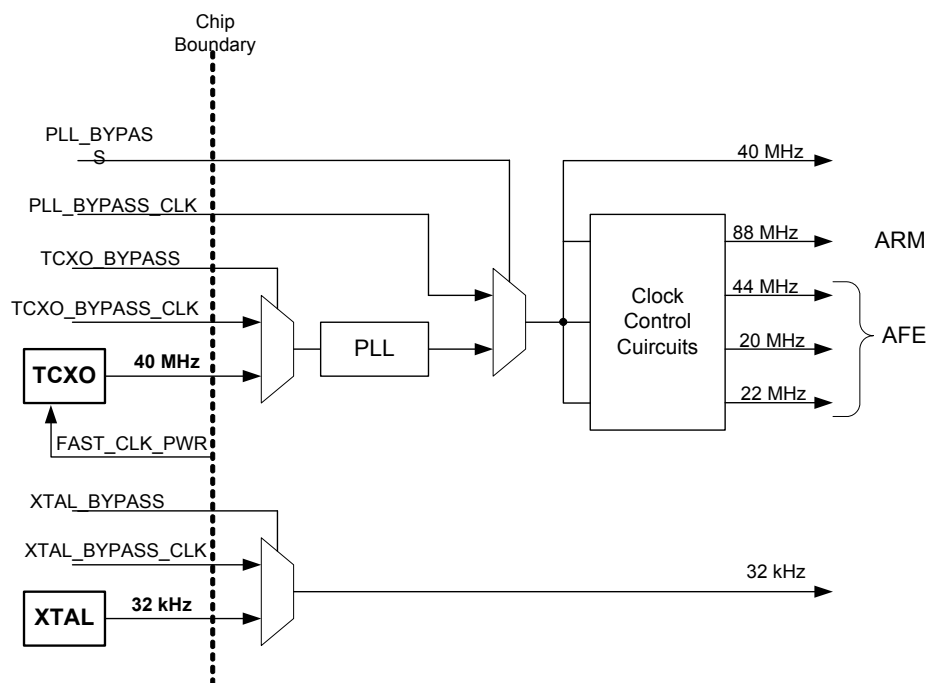 Chip
Boundary
PLL_BYPAS
S
40 MHz
PLL_BYPASS_CLK
88 MHz
ARM
TCXO_BYPASS
44 MHz
TCXO_BYPASS_CLK
Clock
Control
Cuircuits
PLL
20 MHz
AFE
TCXO
40 MHz
22 MHz
FAST_CLK_PWR
XTAL_BYPASS
XTAL_BYPASS_CLK
32 kHz
XTAL
32 kHz